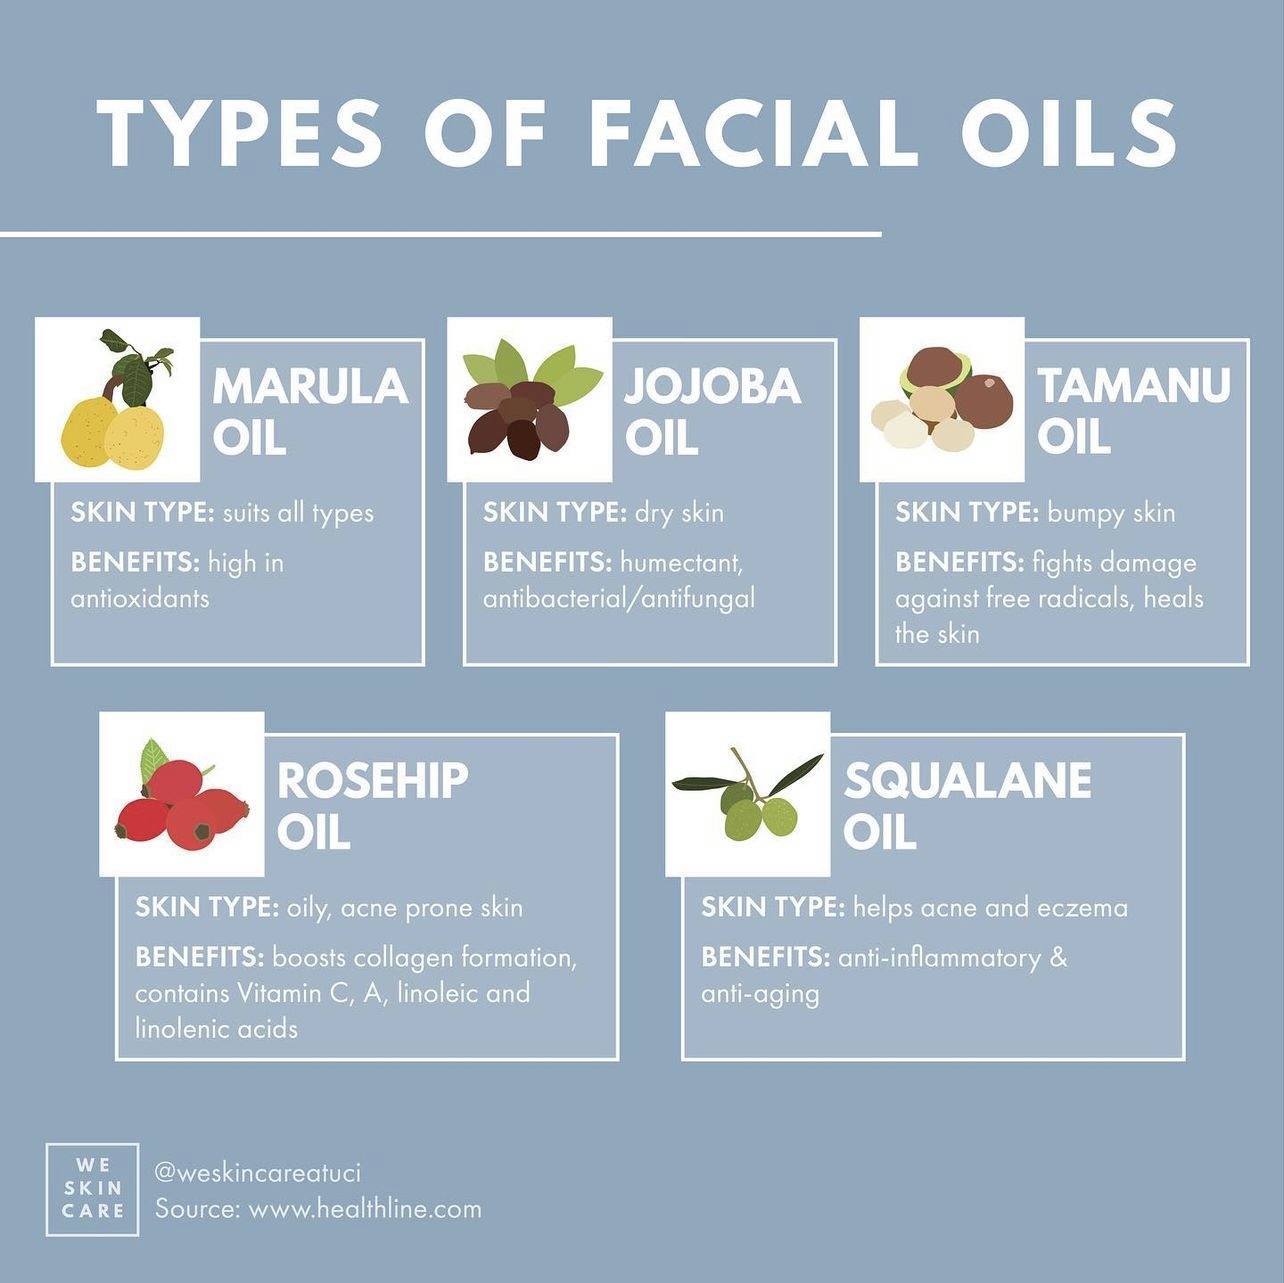 TYPES OF FACIAL OILS
MARULA
OIL
SKIN TYPE: suits all types
BENEFITS: high in
antioxidants
JOJOBA
OIL
SKIN TYPE: dry skin
BENEFITS: humectant,
antibacterial/antifungal
TAMANU
OIL
SKIN TYPE: bumpy skin
BENEFITS: fights damage
against free radicals, heals
the skin
ROSEHIP
OIL
SKIN TYPE: oily, acne prone skin
BENEFITS: boosts collagen formation,
contains Vitamin C, A, linoleic and
linolenic acids
SQUALANE
OIL
SKIN TYPE: helps acne and eczema
BENEFITS: anti-inflammatory &
anti-aging
WE
SKIN
CARE
@weskincareatuci
Source: www.healthline.com